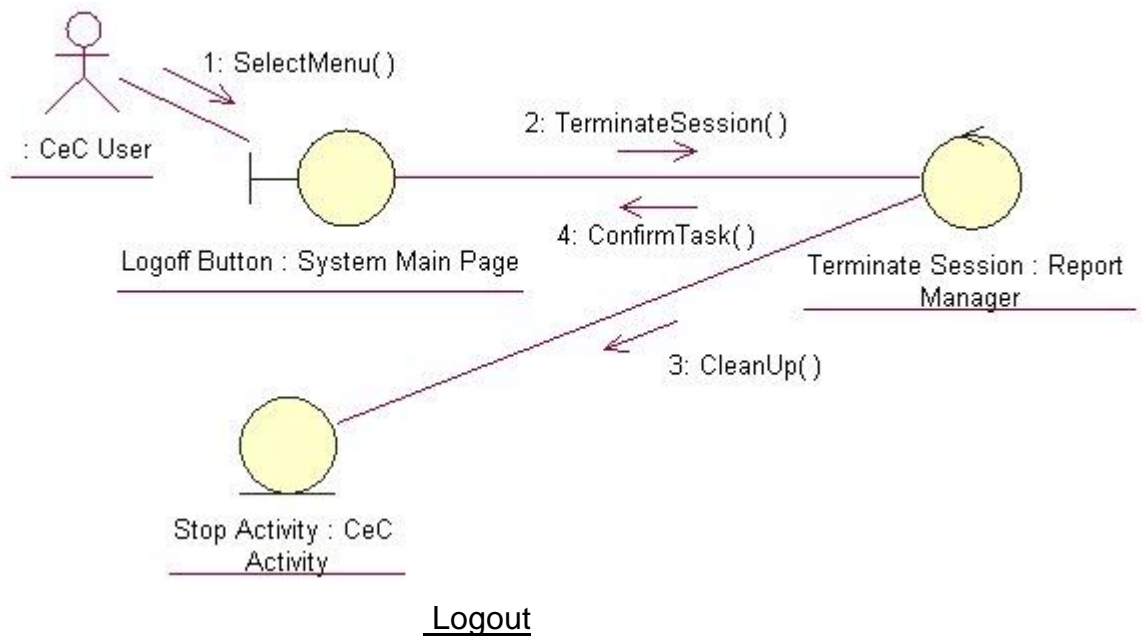 1: SelectMenu( )
: CeC User
2: TerminateSession( )
4: ConfirmTask( )
Logoff Button : System Main Page
Terminate Session : Report
Manager
3: CleanUp( )
Stop Activity : CeC
Activity
Logout